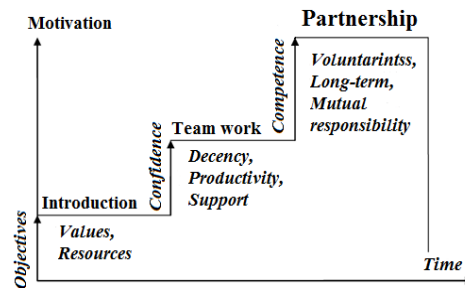 Partnership
Motivation
Voluntarintss,
Long-term,
Mutual
responsibility
Competence
Team work
Decency,
Productivity,
Support
Confidence
Introduction
Values,
Resources
Objectives
Time